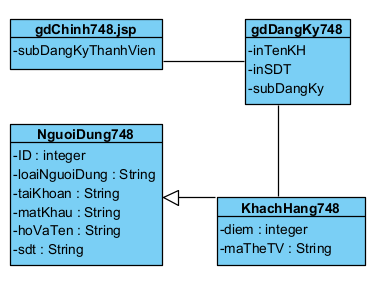 gdChinh748.jsp
-subDangKyThanhVien
gdDangKy748
-inTenKH
-inSDT
-subDangKy
NguoiDung748
-ID : integer
-loaiNguoiDung : String
-taiKhoan : String
-matKhau : String
-hoVaTen : String
-sdt : String
KhachHang748
-diem : integer
-maTheTV : String